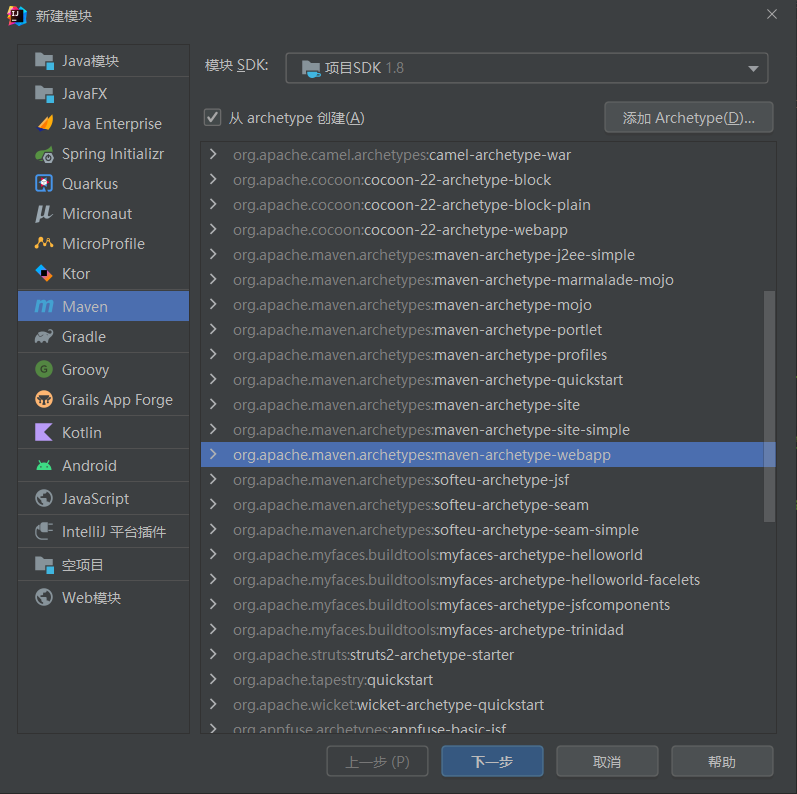 新建模块
Java模块
JavaFX
Java Enterprise
Spring Initializr
Quarkus
Micronaut
MicroProfile
Ktor
Maven
Gradle
Groovy
Grails App Forge
Kotlin
Android
JavaScript
IntelliJ 平台插件
空项目
Web模块
模块 SDK: 项目SDK 1.8
从 archetype 创建(A) 添加 Archetype(D)...
org.apache.camel.archetypes:camel-archetype-war
org.apache.cocoon:cocoon-22-archetype-block
org.apache.cocoon:cocoon-22-archetype-block-plain
org.apache.cocoon:cocoon-22-archetype-webapp
org.apache.maven.archetypes:maven-archetype-j2ee-simple
org.apache.maven.archetypes:maven-archetype-marmalade-mojo
org.apache.maven.archetypes:maven-archetype-mojo
org.apache.maven.archetypes:maven-archetype-portlet
org.apache.maven.archetypes:maven-archetype-profiles
org.apache.maven.archetypes:maven-archetype-quickstart
org.apache.maven.archetypes:maven-archetype-site
org.apache.maven.archetypes:maven-archetype-site-simple
org.apache.maven.archetypes:maven-archetype-webapp
org.apache.maven.archetypes:softeu-archetype-jsf
org.apache.maven.archetypes:softeu-archetype-seam
org.apache.maven.archetypes:softeu-archetype-seam-simple
org.apache.myfaces.buildtools:myfaces-archetype-helloworld
org.apache.myfaces.buildtools:myfaces-archetype-helloworld-facelets
org.apache.myfaces.buildtools:myfaces-archetype-jsfcomponents
org.apache.myfaces.buildtools:myfaces-archetype-trinidad
org.apache.struts:struts2-archetype-starter
org.apache.tapestry:quickstart
org.apache.wicket:wicket-archetype-quickstart
org.appfuse.archetypes:appfuse-basic-jsf
上一步 (P) 下一步 取消 帮助